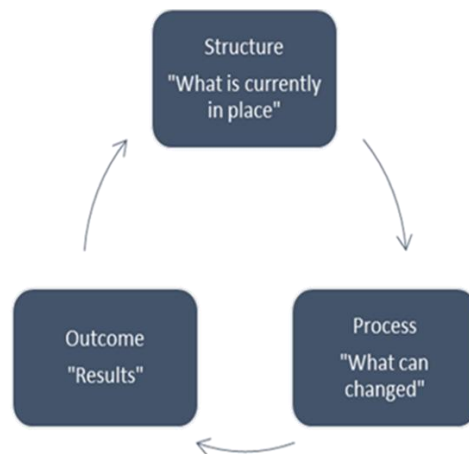 Structure
"What is currently
in place"
Process
"What can
changed"
Outcome
"Results"